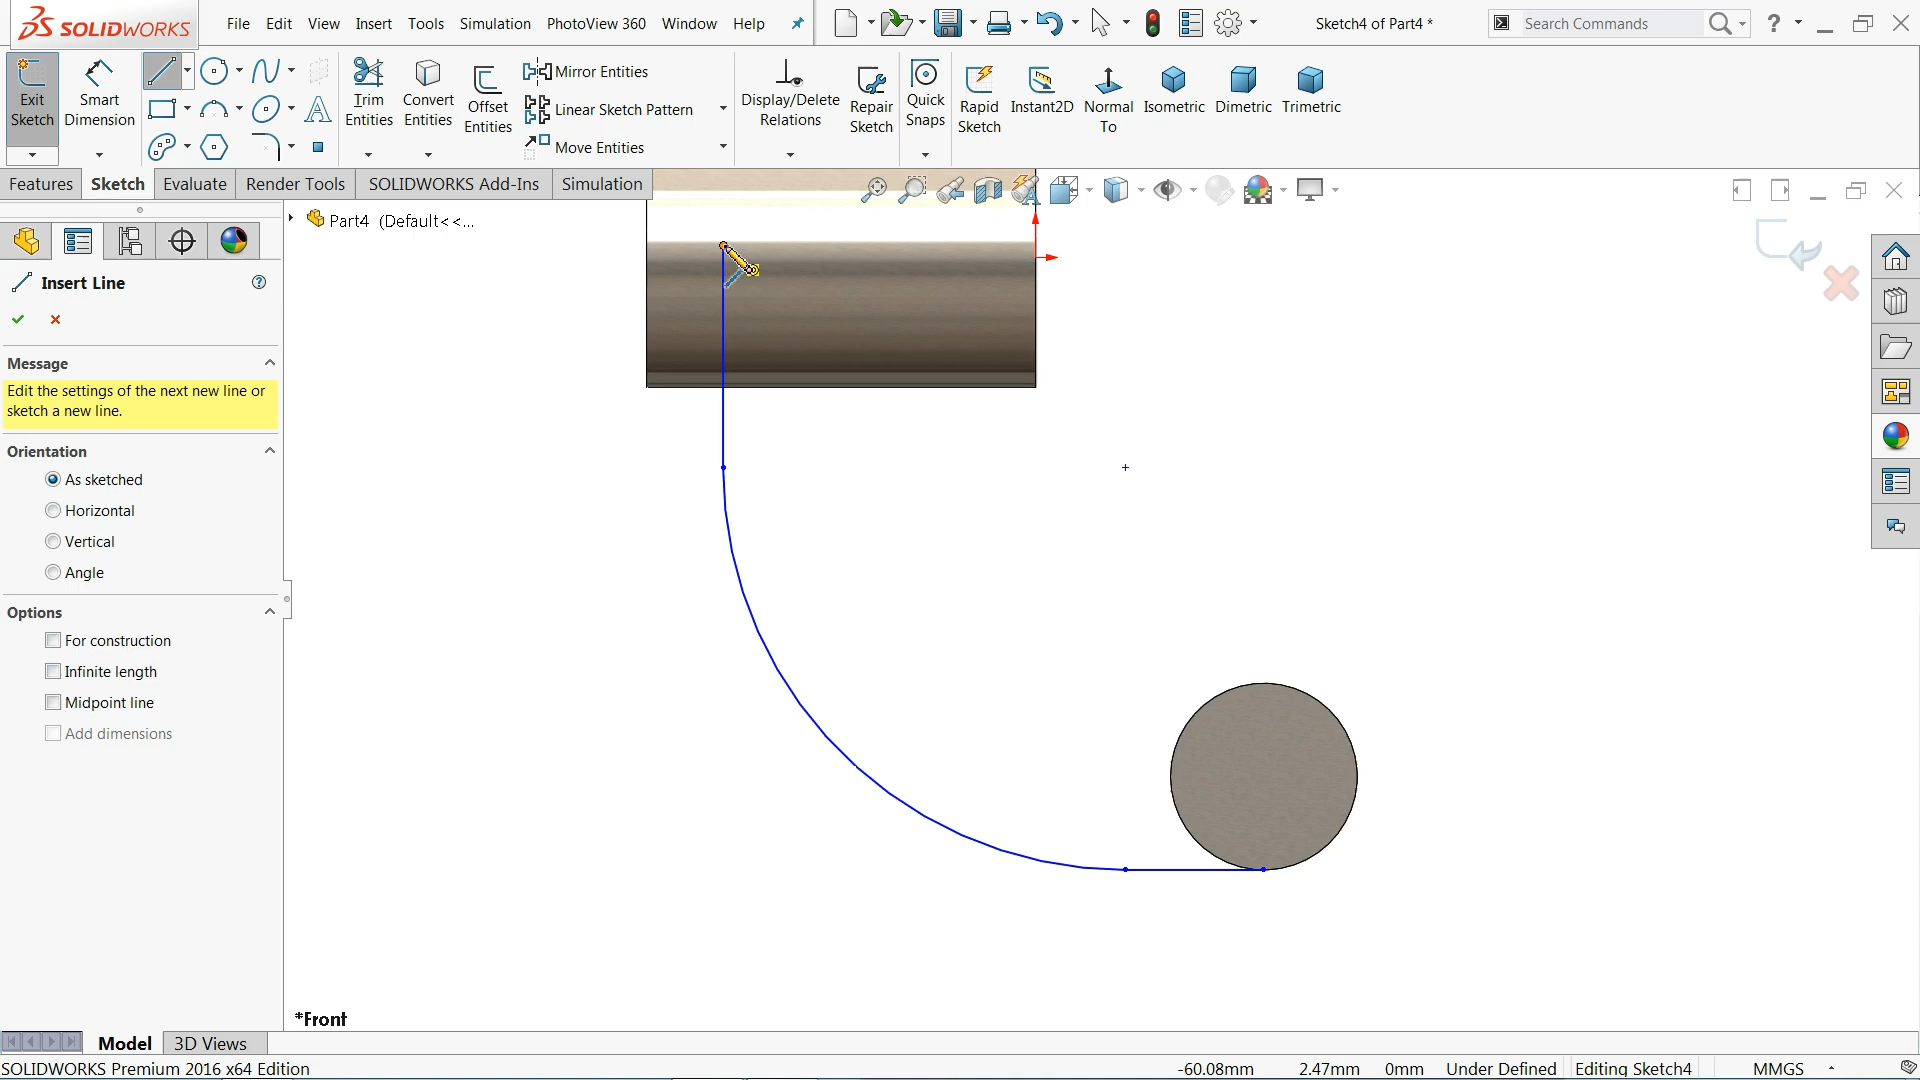 SOLIDWORKS File Edit View Insert Tools Simulation PhotoView 360 Window Help Sketch4 of Part4 * Search Commands ?
Exit Sketch
Smart Dimension
Trim Entities
Convert Entities
Offset Entities
Mirror Entities
Linear Sketch Pattern
Move Entities
Display/Delete Relations
Repair Sketch
Quick Snaps
Rapid Sketch
Instant2D
Normal To
Isometric
Dimetric
Trimetric
Features Sketch Evaluate Render Tools SOLIDWORKS Add-Ins Simulation
Part4 (Default<<...
Insert Line
Message
Edit the settings of the next new line or
sketch a new line.
Orientation
As sketched
Horizontal
Vertical
Angle
Options
For construction
Infinite length
Midpoint line
Add dimensions
*Front
Model 3D Views
SOLIDWORKS Premium 2016 x64 Edition -60.08mm 2.47mm 0mm Under Defined Editing Sketch4 MMGS